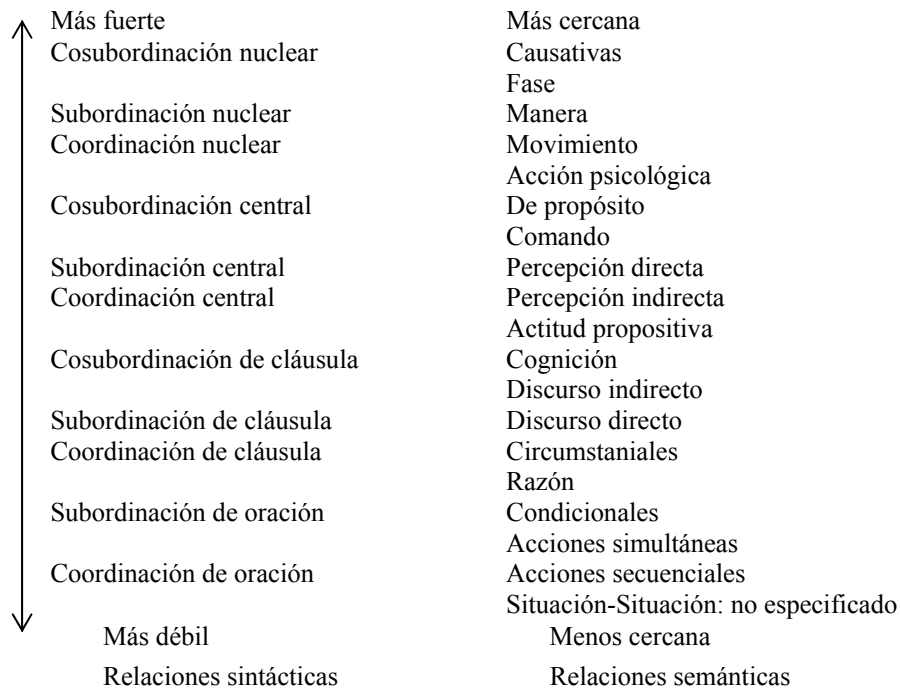 Más fuerte Más cercana
Cosubordinación nuclear Causativas
Fase
Subordinación nuclear Manera
Coordinación nuclear Movimiento
Acción psicológica
Cosubordinación central De propósito
Comando
Subordinación central Percepción directa
Coordinación central Percepción indirecta
Actitud propositiva
Cosubordinación de cláusula Cognición
Discurso indirecto
Subordinación de cláusula Discurso directo
Coordinación de cláusula Circumstaniales
Razón
Subordinación de oración Condicionales
Acciones simultáneas
Coordinación de oración Acciones secuenciales
Situación-Situación: no especificado
Más débil Menos cercana
Relaciones sintácticas Relaciones semánticas